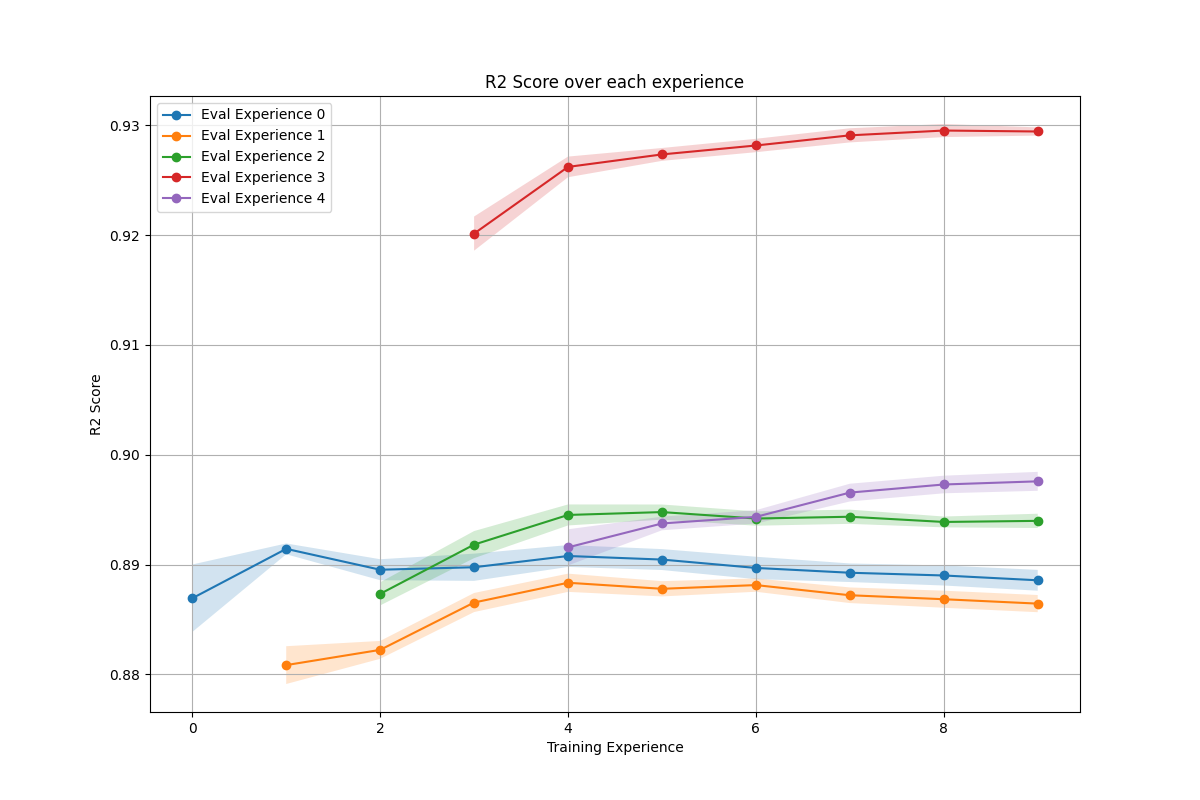 R2 Score over each experience
Eval Experience 0
Eval Experience 1
Eval Experience 2
Eval Experience 3
Eval Experience 4
0.93
0.92
0.91
0.90
0.89
0.88
R2 Score
0 2 4 6 8
Training Experience